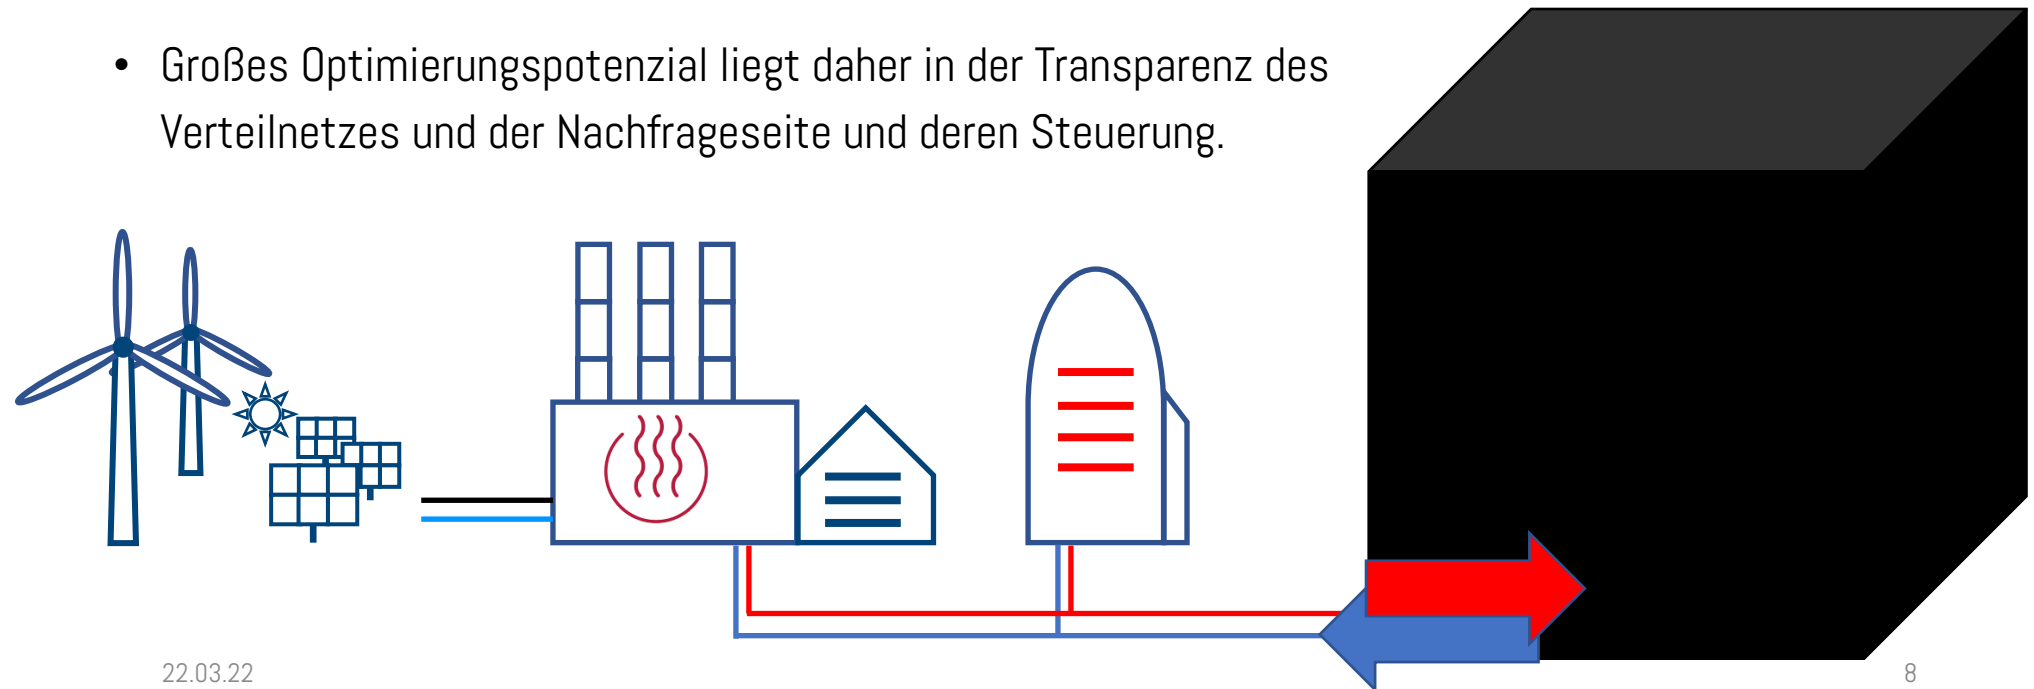 • Großes Optimierungspotenzial liegt daher in der Transparenz des
Verteilnetzes und der Nachfrageseite und deren Steuerung.
22.03.22
8